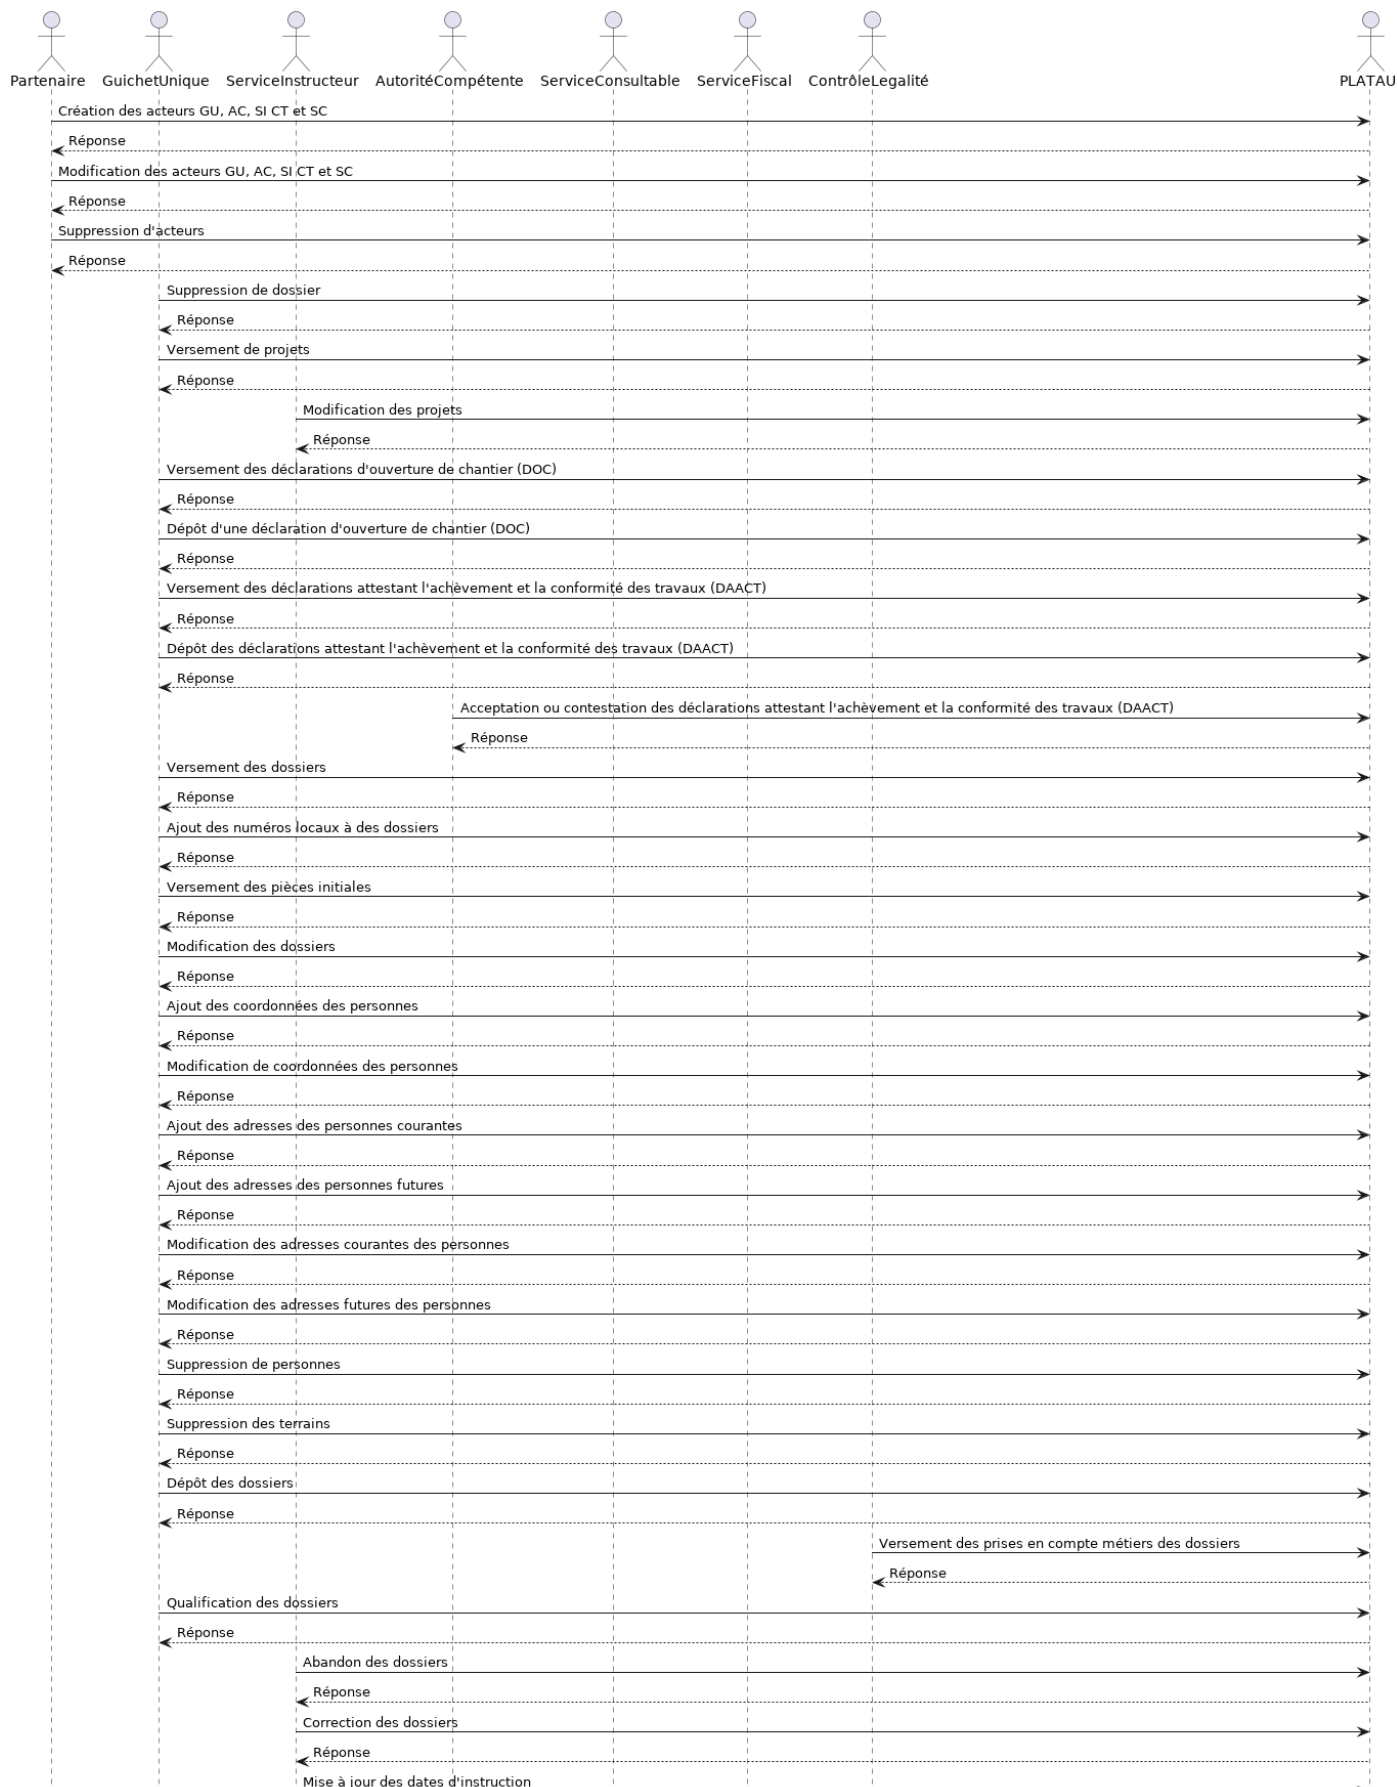 Partenaire GuichetUnique ServiceInstructeur AutoritéCompétente ServiceConsultable ServiceFiscal ContrôleLegalité PLATAU
Création des acteurs GU, AC, SI CT et SC
Réponse
Modification des acteurs GU, AC, SI CT et SC
Réponse
Suppression d'acteurs
Réponse
Suppression de dossier
Réponse
Versement de projets
Réponse
Modification des projets
Réponse
Versement des déclarations d'ouverture de chantier (DOC)
Réponse
Dépôt d'une déclaration d'ouverture de chantier (DOC)
Réponse
Versement des déclarations attestant l'achèvement et la conformité des travaux (DAACT)
Réponse
Dépôt des déclarations attestant l'achèvement et la conformité des travaux (DAACT)
Réponse
Acceptation ou contestation des déclarations attestant l'achèvement et la conformité des travaux (DAACT)
Réponse
Versement des dossiers
Réponse
Ajout des numéros locaux à des dossiers
Réponse
Versement des pièces initiales
Réponse
Modification des dossiers
Réponse
Ajout des coordonnées des personnes
Réponse
Modification de coordonnées des personnes
Réponse
Ajout des adresses des personnes courantes
Réponse
Ajout des adresses des personnes futures
Réponse
Modification des adresses courantes des personnes
Réponse
Modification des adresses futures des personnes
Réponse
Suppression de personnes
Réponse
Suppression des terrains
Réponse
Dépôt des dossiers
Réponse
Versement des prises en compte métiers des dossiers
Réponse
Qualification des dossiers
Réponse
Abandon des dossiers
Réponse
Correction des dossiers
Réponse
Mise à jour des dates d'instruction